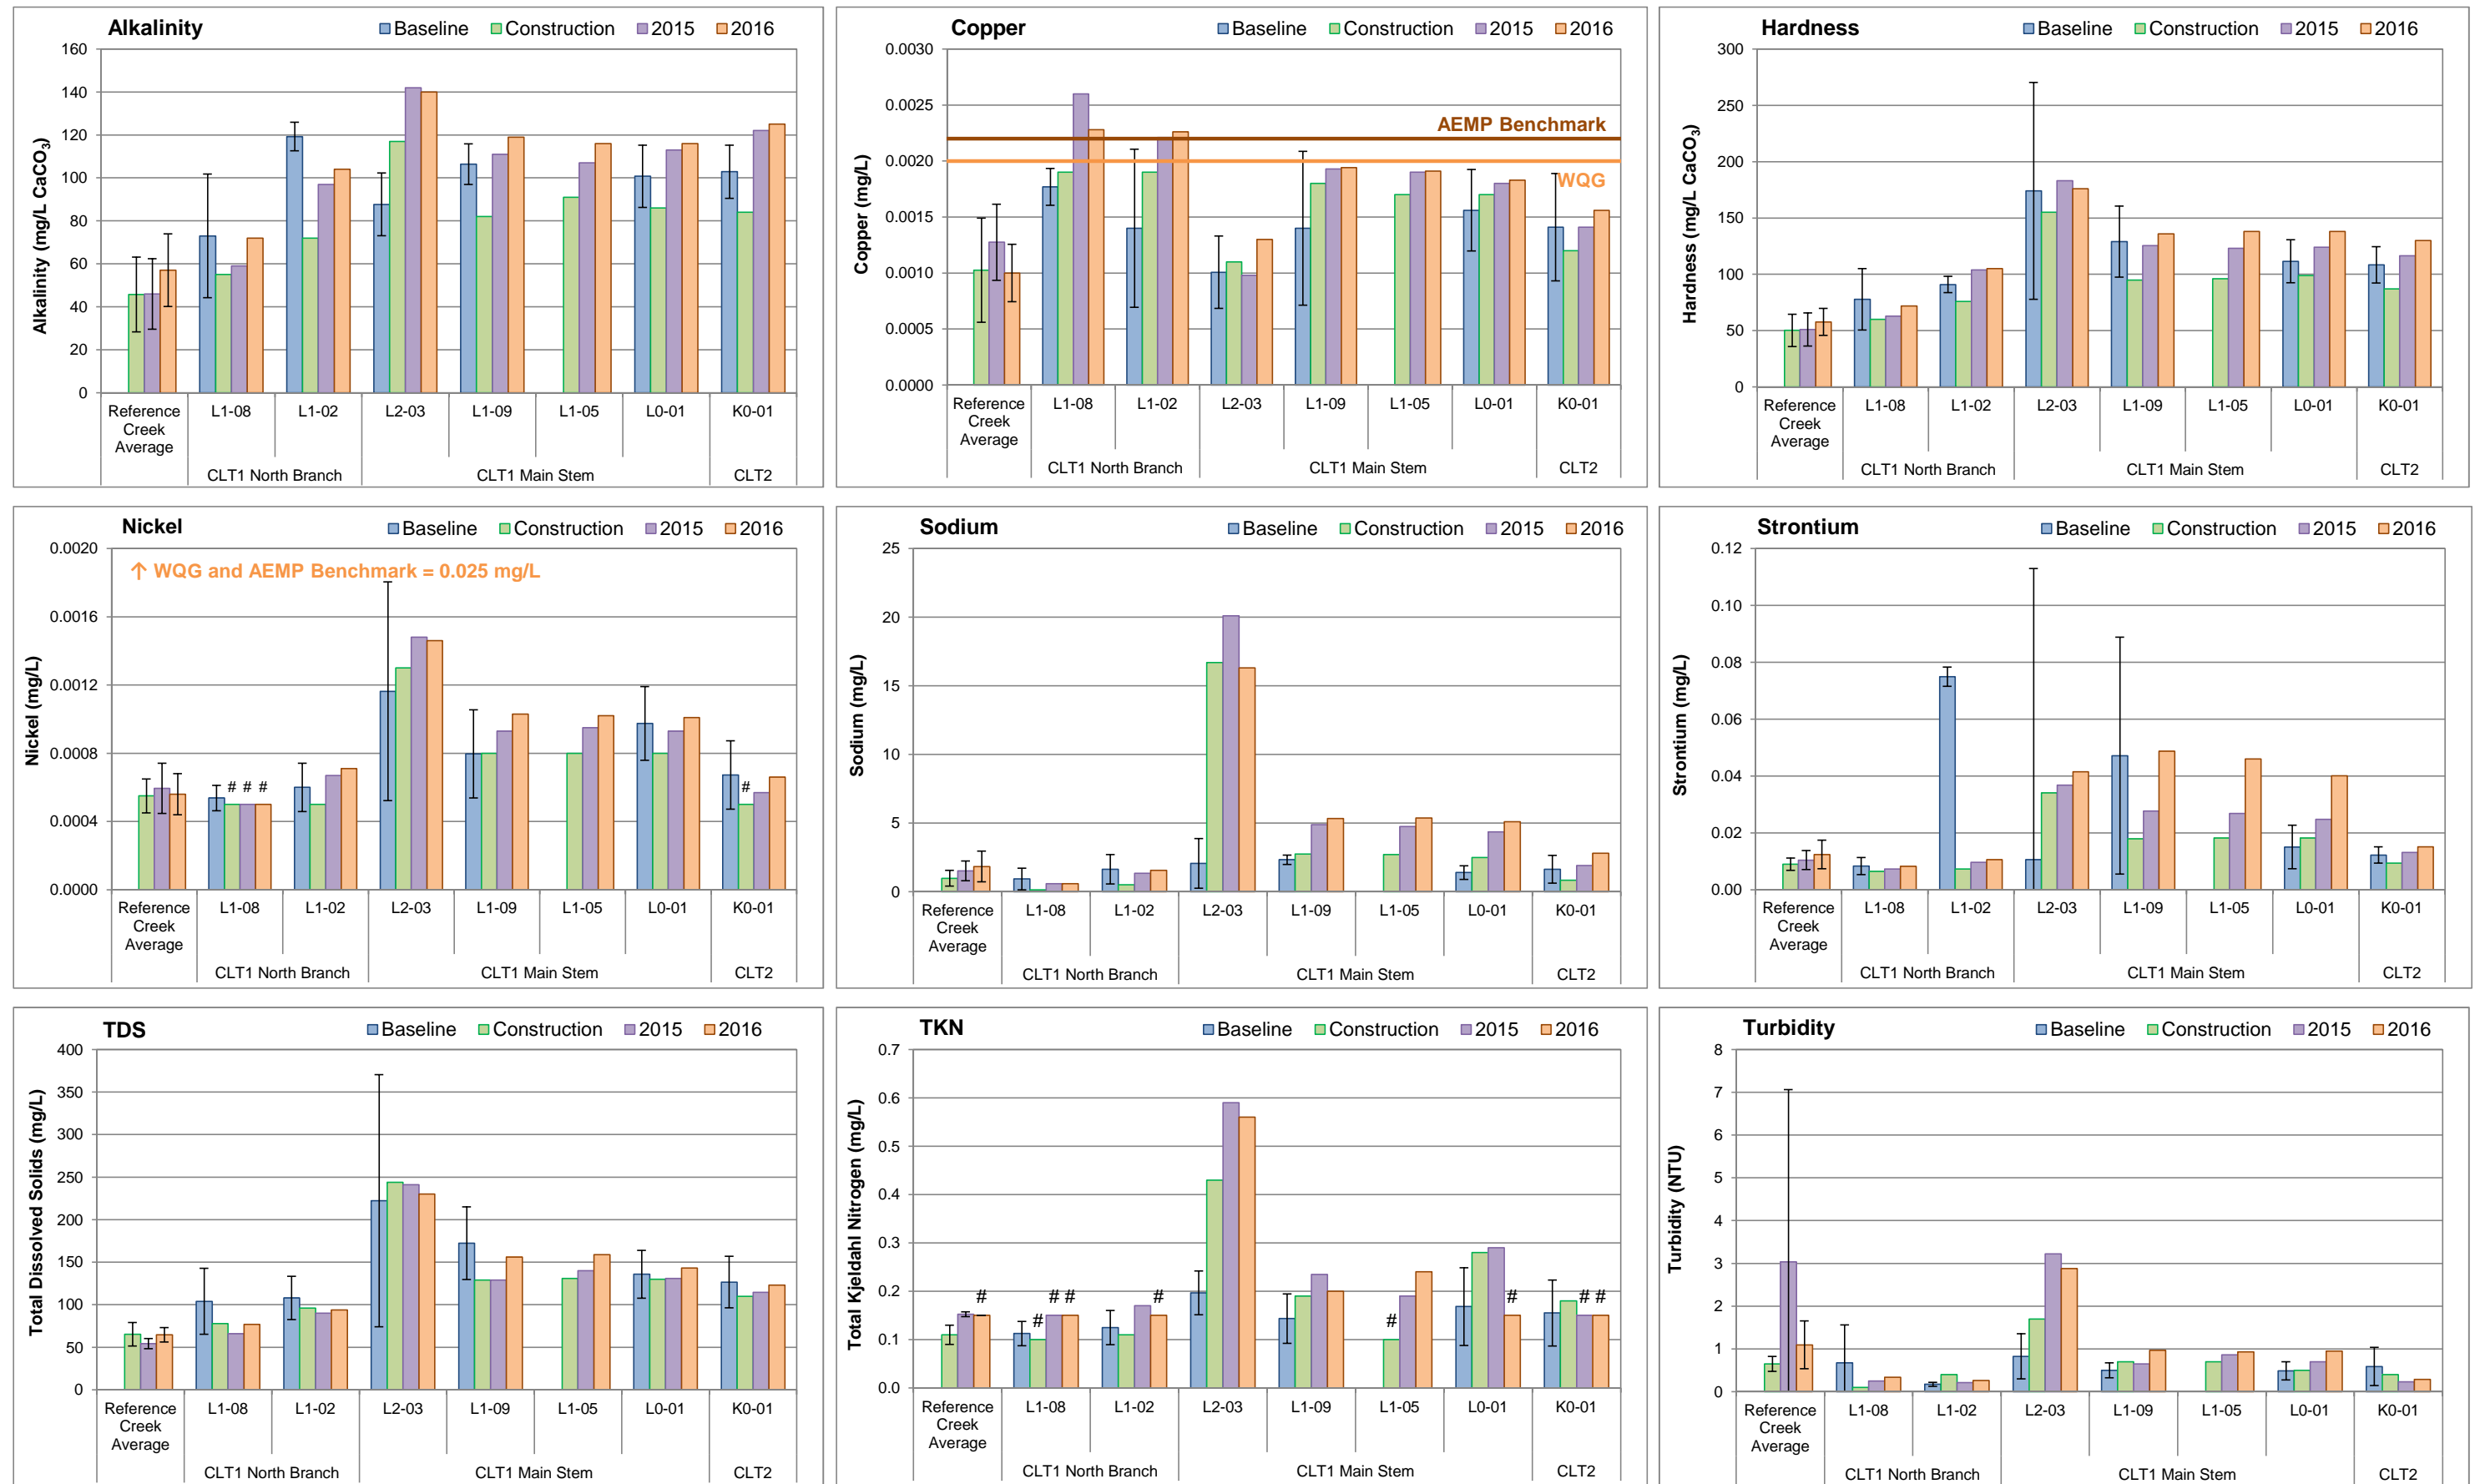 Alkalinity
Baseline Construction 2015 2016
Alkalinity (mg/L CaCO₃)
160
140
120
100
80
60
40
20
0
Reference Creek Average L1-08 L1-02 L2-03 L1-09 L1-05 L0-01 K0-01
CLT1 North Branch CLT1 Main Stem CLT2
Copper
Baseline Construction 2015 2016
Copper (mg/L)
0.0030
0.0025
0.0020
0.0015
0.0010
0.0005
0.0000
AEMP Benchmark
WQG
Reference Creek Average L1-08 L1-02 L2-03 L1-09 L1-05 L0-01 K0-01
CLT1 North Branch CLT1 Main Stem CLT2
Hardness
Baseline Construction 2015 2016
Hardness (mg/L CaCO₃)
300
250
200
150
100
50
0
Reference Creek Average L1-08 L1-02 L2-03 L1-09 L1-05 L0-01 K0-01
CLT1 North Branch CLT1 Main Stem CLT2
Nickel
Baseline Construction 2015 2016
Nickel (mg/L)
0.0020
0.0016
0.0012
0.0008
0.0004
0.0000
↑ WQG and AEMP Benchmark = 0.025 mg/L
# # # #
Reference Creek Average L1-08 L1-02 L2-03 L1-09 L1-05 L0-01 K0-01
CLT1 North Branch CLT1 Main Stem CLT2
Sodium
Baseline Construction 2015 2016
Sodium (mg/L)
25
20
15
10
5
0
Reference Creek Average L1-08 L1-02 L2-03 L1-09 L1-05 L0-01 K0-01
CLT1 North Branch CLT1 Main Stem CLT2
Strontium
Baseline Construction 2015 2016
Strontium (mg/L)
0.12
0.10
0.08
0.06
0.04
0.02
0.00
Reference Creek Average L1-08 L1-02 L2-03 L1-09 L1-05 L0-01 K0-01
CLT1 North Branch CLT1 Main Stem CLT2
TDS
Baseline Construction 2015 2016
Total Dissolved Solids (mg/L)
400
350
300
250
200
150
100
50
0
Reference Creek Average L1-08 L1-02 L2-03 L1-09 L1-05 L0-01 K0-01
CLT1 North Branch CLT1 Main Stem CLT2
TKN
Baseline Construction 2015 2016
Total Kjeldahl Nitrogen (mg/L)
0.7
0.6
0.5
0.4
0.3
0.2
0.1
0.0
# # # # # # # # #
Reference Creek Average L1-08 L1-02 L2-03 L1-09 L1-05 L0-01 K0-01
CLT1 North Branch CLT1 Main Stem CLT2
Turbidity
Baseline Construction 2015 2016
Turbidity (NTU)
8
7
6
5
4
3
2
1
0
Reference Creek Average L1-08 L1-02 L2-03 L1-09 L1-05 L0-01 K0-01
CLT1 North Branch CLT1 Main Stem CLT2